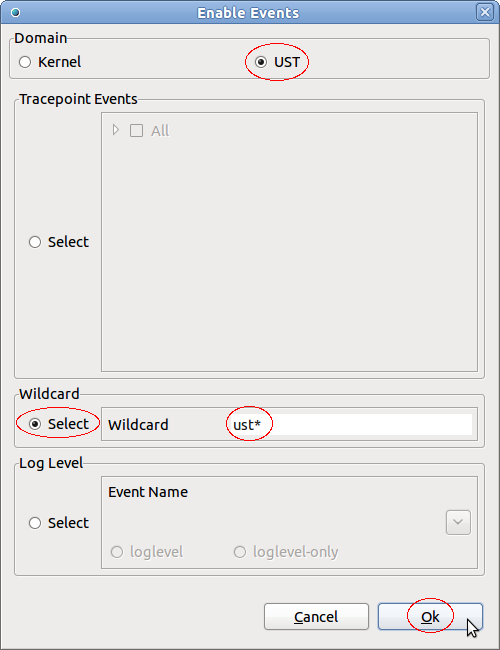 Enable Events
Domain
Kernel UST
Tracepoint Events
All
Select
Wildcard
Select Wildcard ust*
Log Level
Event Name
Select
loglevel loglevel-only
Cancel Ok